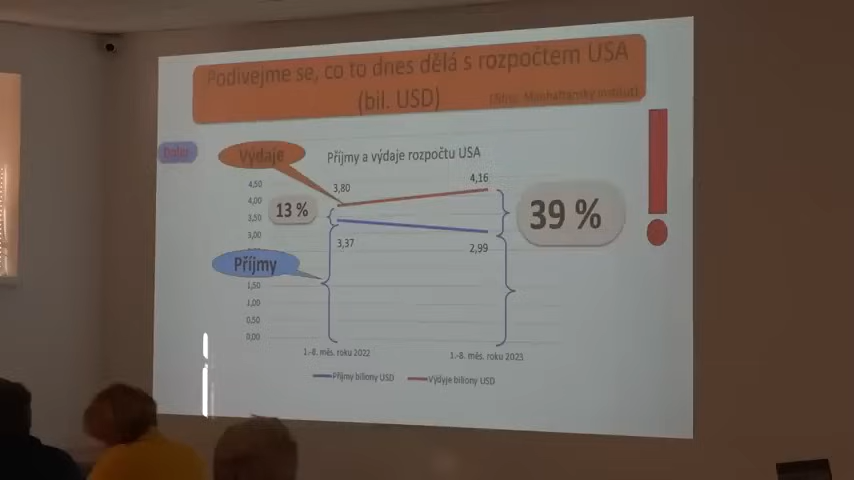 Podívejme se, co to dnes dělá s rozpočtem USA
(bil. USD)
Manhattanský institut)
Výdaje
Příjmy a výdaje rozpočtu USA
4,50
4,00
3,50
3,00
1,50
1,00
0,50
0,00
13 %
3,80
4,16
39 %
Příjmy
3,37
2,99
1.-8. měs. roku 2022
1.-8. měs. roku 2023
Příjmy biliony USD
Výdyje biliony USD